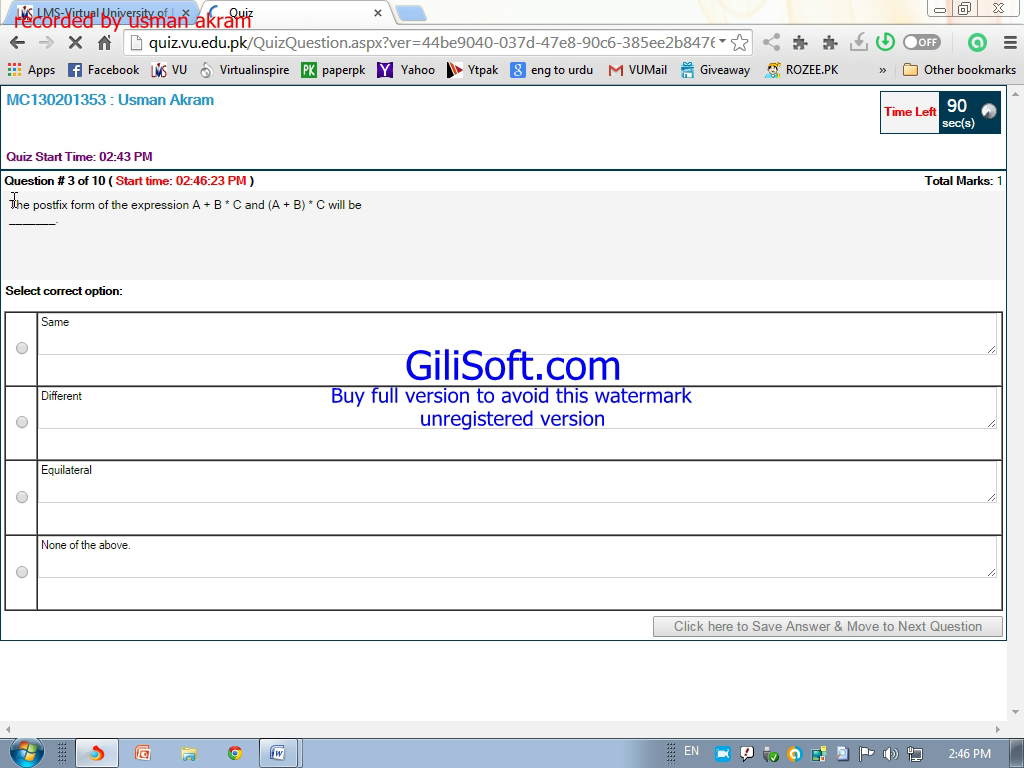 LMS-Virtual University of
Quiz
recorded by usman akram
quiz.vu.edu.pk/QuizQuestion.aspx?ver=44be9040-037d-47e8-90c6-385ee2b8476
OFF
Apps
Facebook
VU
Virtualinspire
PK paperpk
Yahoo
Ytpak
eng to urdu
VUMail
Giveaway
ROZEE.PK
»
Other bookmarks
MC130201353 : Usman Akram
Time Left
90
sec(s)
Quiz Start Time: 02:43 PM
Question # 3 of 10 ( Start time: 02:46:23 PM )
Total Marks: 1
The postfix form of the expression A + B * C and (A + B) * C will be
_______.
Select correct option:
Same
GiliSoft.com
Different
Buy full version to avoid this watermark
unregistered version
Equilateral
None of the above.
Click here to Save Answer & Move to Next Question
EN
2:46 PM